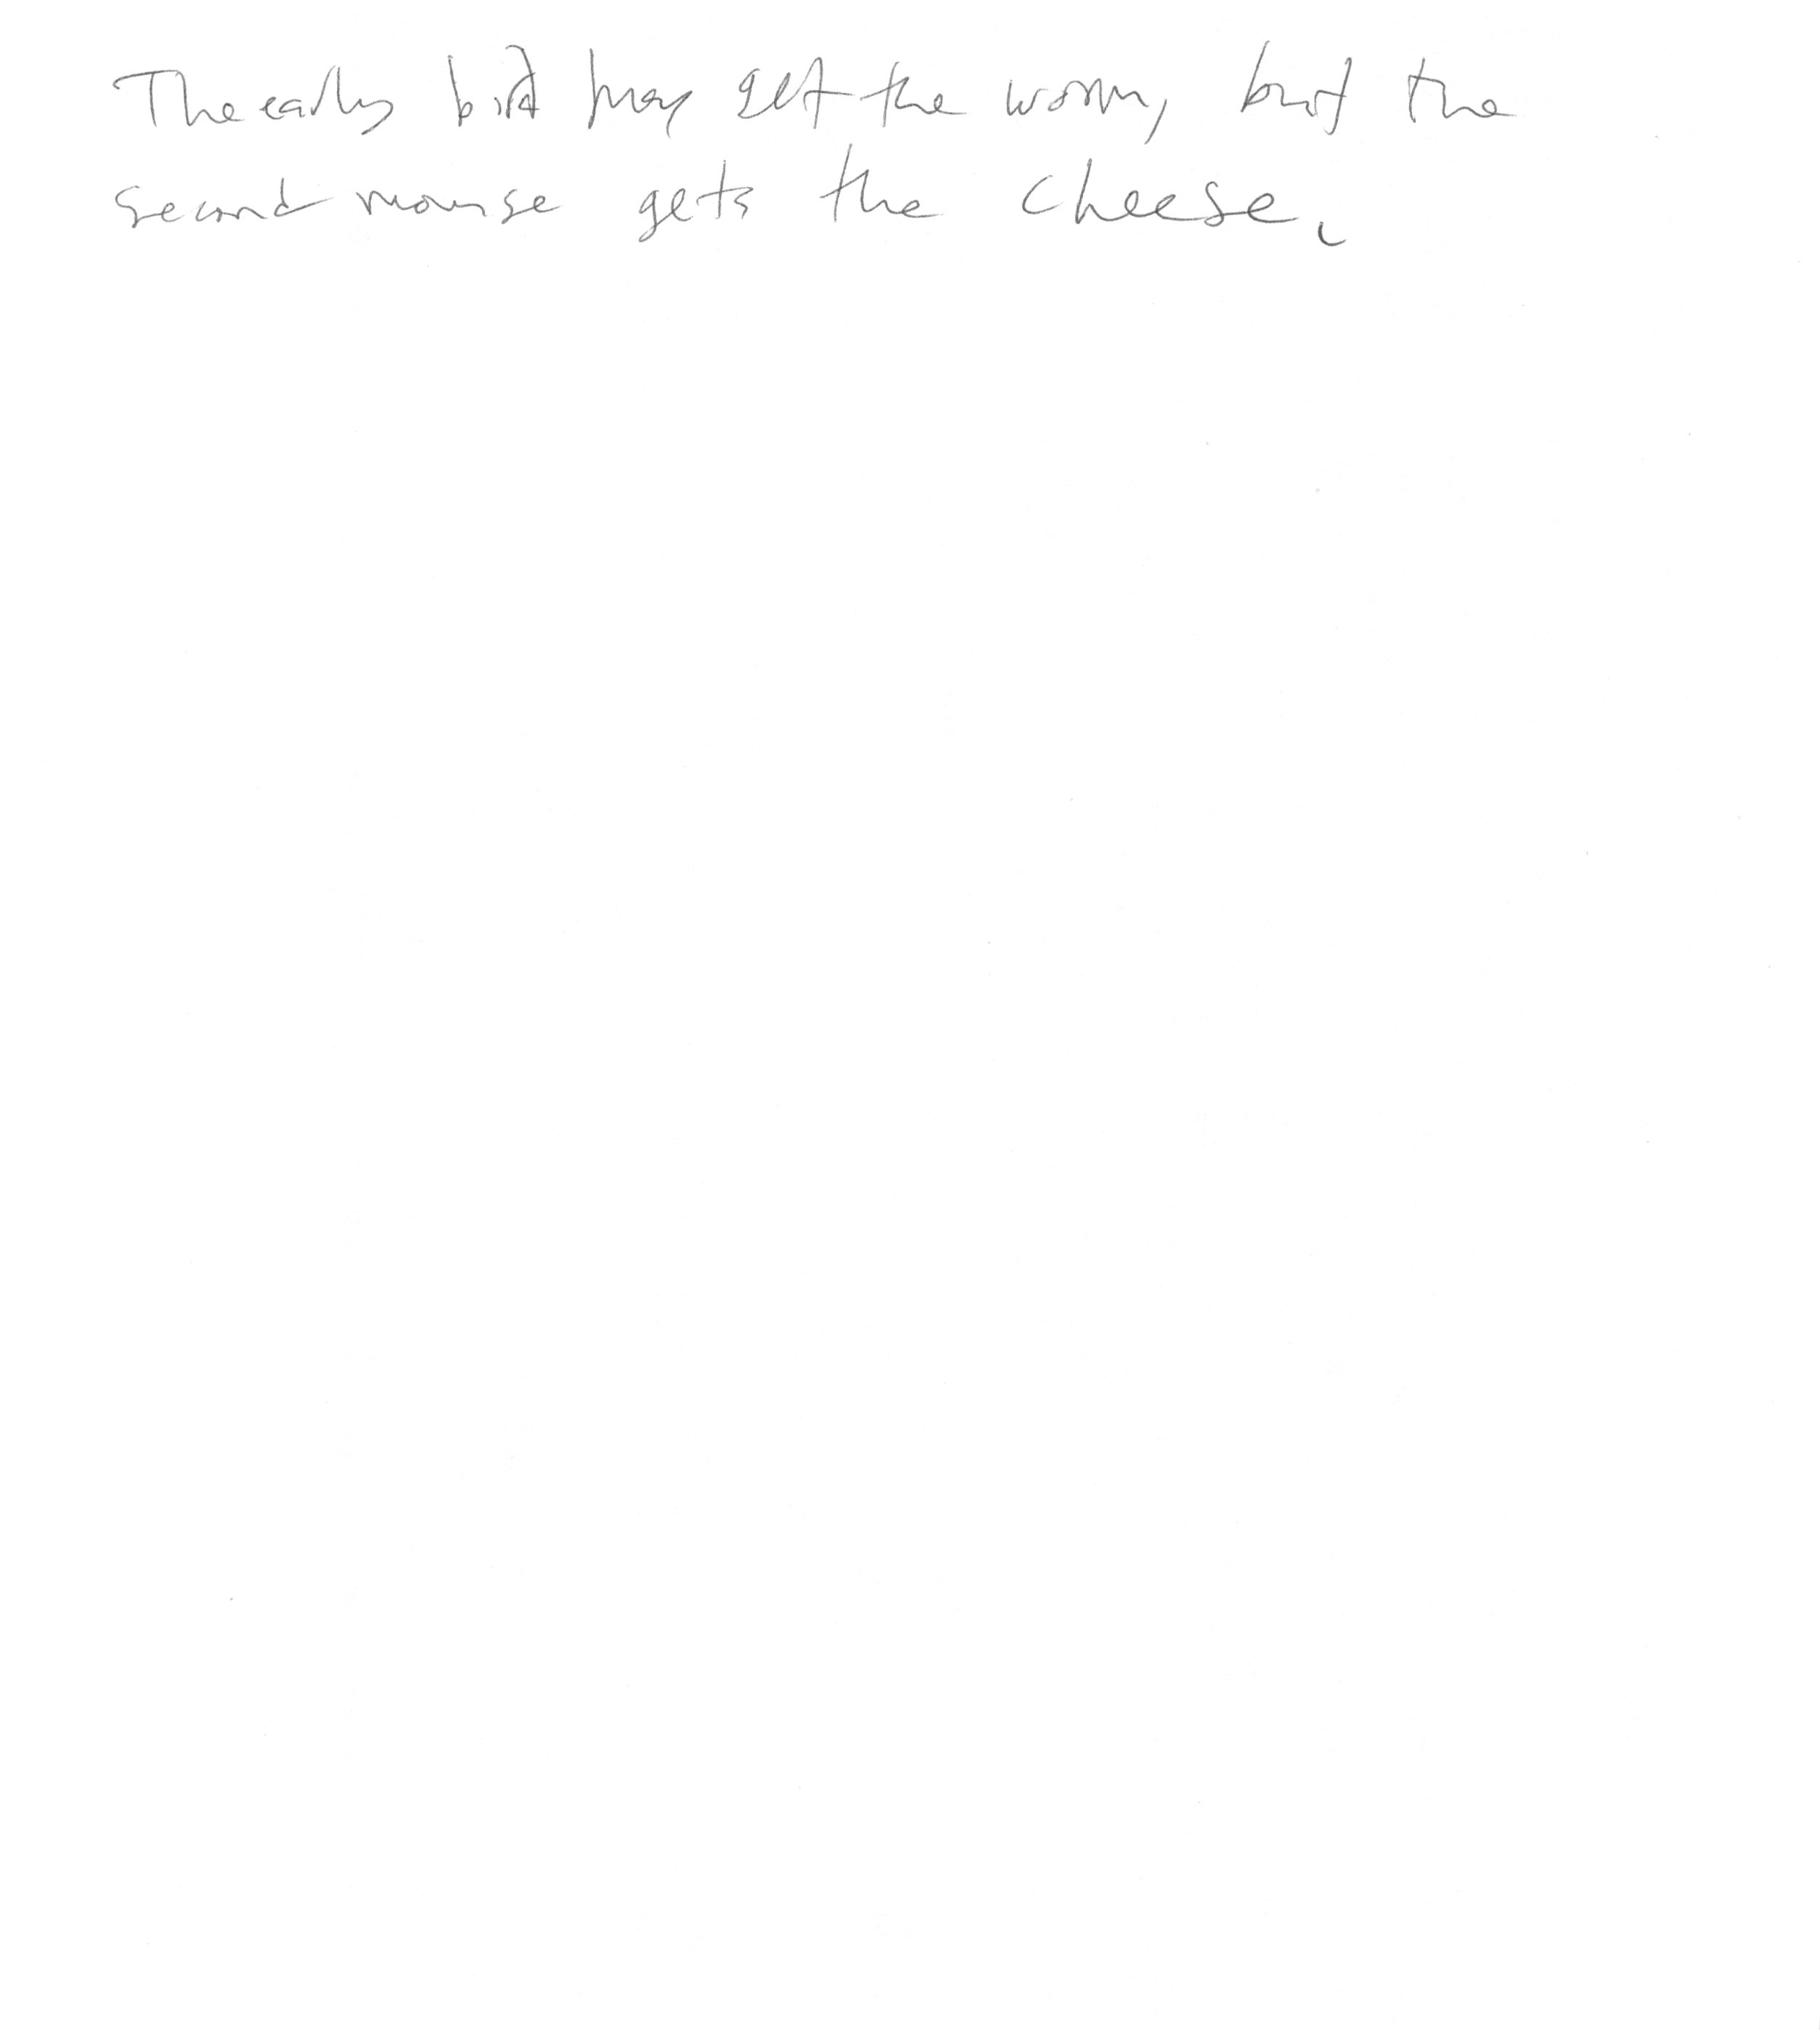 The early bird may get the worm, but the
second mouse gets the cheese.